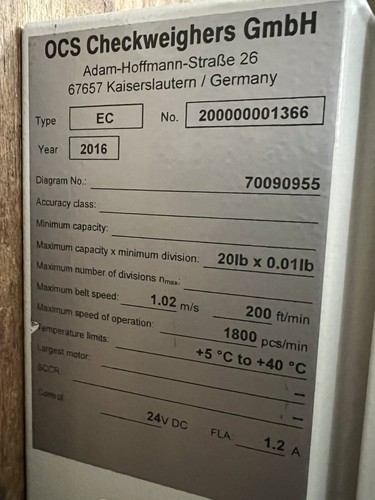 OCS Checkweighers GmbH
Adam-Hoffmann-Straße 26
67657 Kaiserslautern / Germany
Type EC No. 200000001366
Year 2016
Diagram No.: 70090955
Accuracy class:
Minimum capacity:
Maximum capacity x minimum division: 20lb x 0.01lb
Maximum number of divisions nmax:
Maximum belt speed: 1.02 m/s 200 ft/min
Maximum speed of operation: 1800 pcs/min
Temperature limits: +5 °C to +40 °C
Largest motor: –
SCCR –
Control 24V DC FLA: 1.2 A